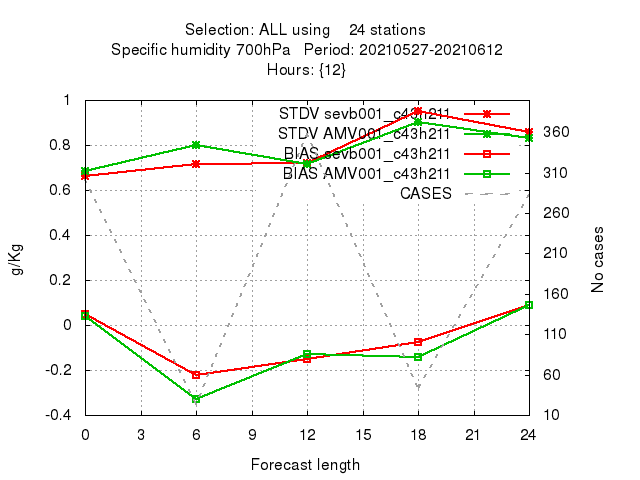 Selection: ALL using 24 stations
Specific humidity 700hPa Period: 20210527-20210612
Hours: {12}
STDV sevb001_c43h211
STDV AMV001_c43h211
BIAS sevb001_c43h211
BIAS AMV001_c43h211
CASES
1
0.8
0.6
0.4
0.2
0
-0.2
-0.4
g/Kg
360
310
260
210
160
110
60
10
No cases
0 3 6 9 12 15 18 21 24
Forecast length